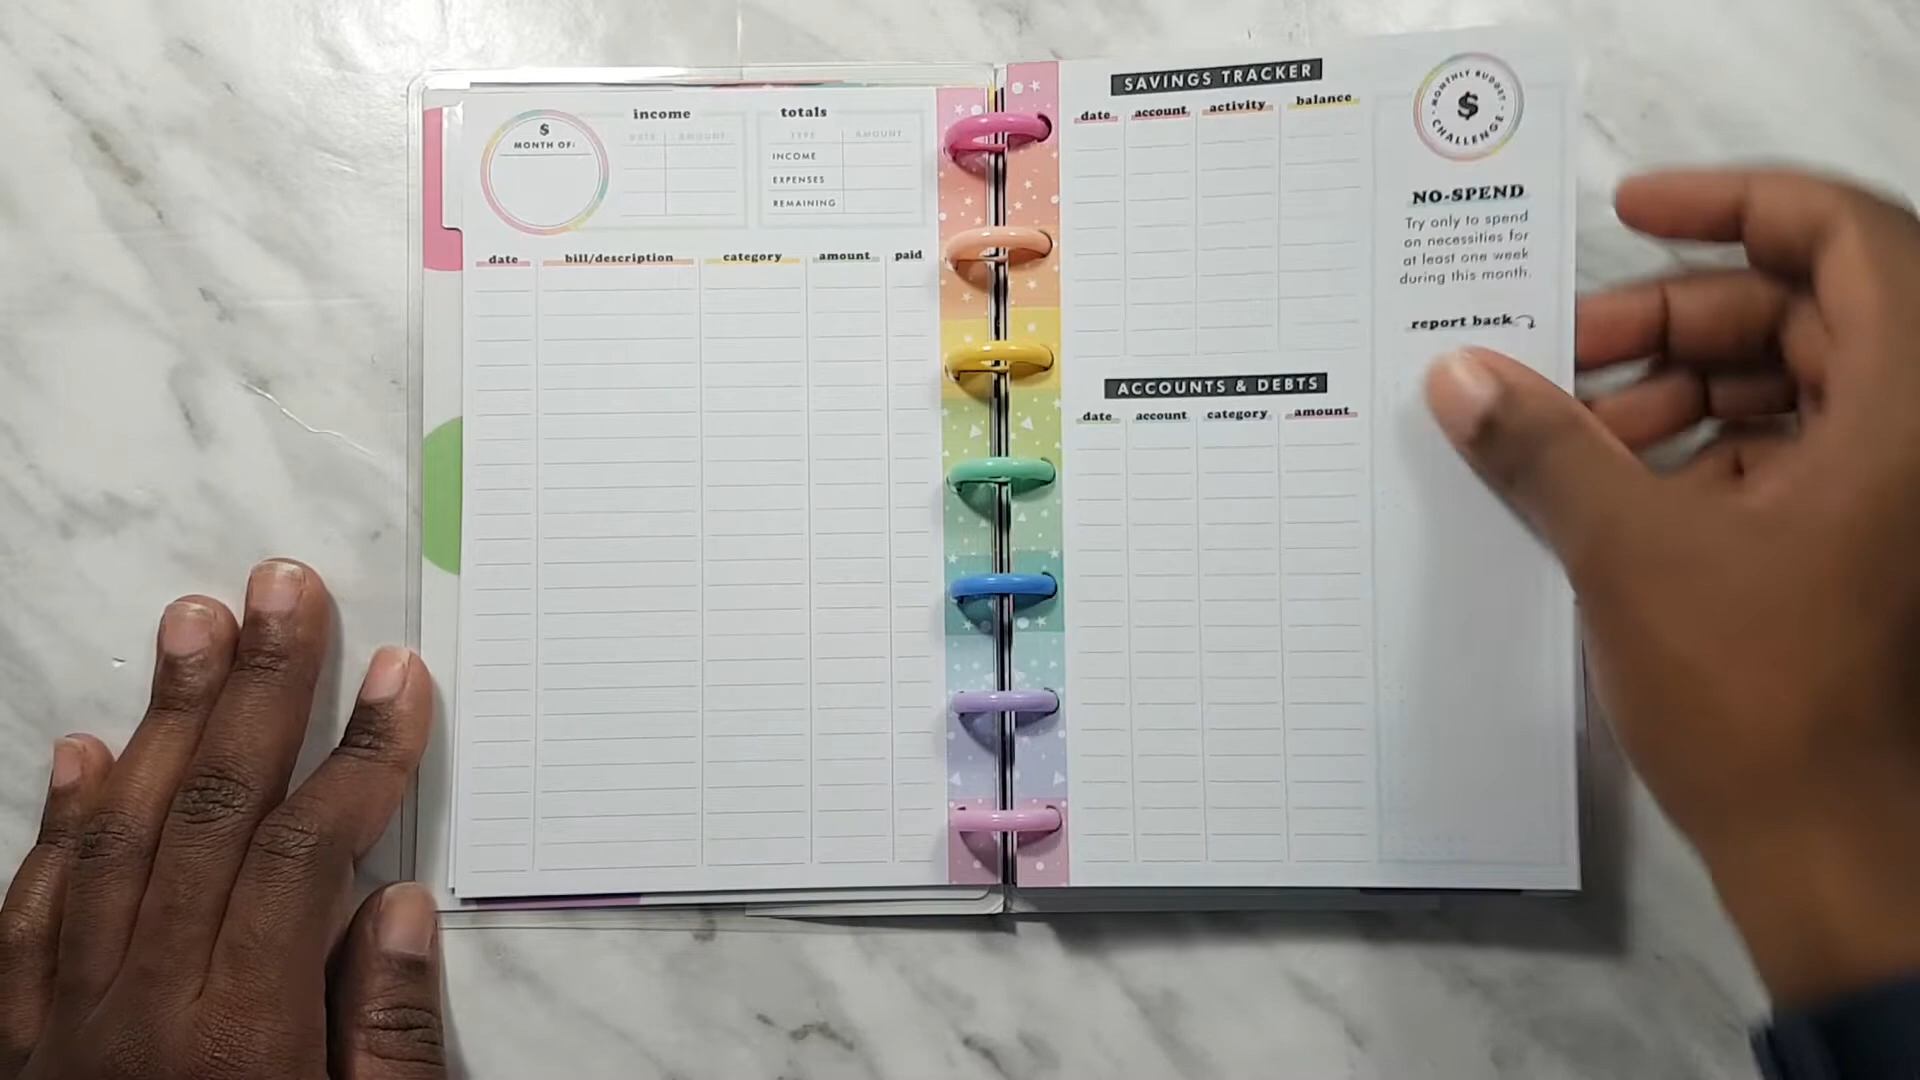 $
MONTH OF:
income
DATE AMOUNT
totals
TYPE AMOUNT
INCOME
EXPENSES
REMAINING
date bill/description category amount paid
SAVINGS TRACKER
date account activity balance
ACCOUNTS & DEBTS
date account category amount
MONTHLY BUDGET
$
CHALLENGE
NO-SPEND
Try only to spend
on necessities for
at least one week
during this month.
report back